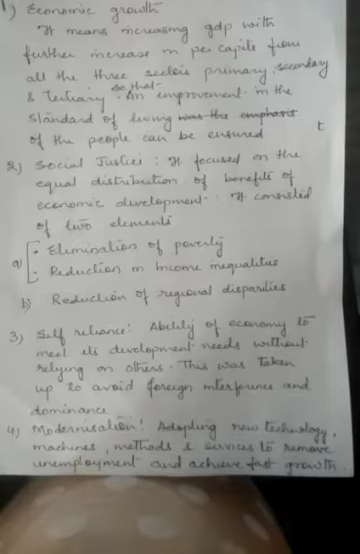 1) Economic growth
It means increasing gdp with
further increase in per capita from
all the three sectors primary, secondary
& Tertiary. so that An improvement in the
standard of living was the emphasis
of the people can be ensured t
2) Social Justice : It focused on the
equal distribution of benefits of
economic development : It consisted
of two elements
a) - Elimination of poverty
- Reduction in Income inequalities
b) Reduction of regional disparities
3) Self reliance : Ability of economy to
meet its development needs without
relying on others. This was taken
up to avoid foreign interference and
dominance
4) Modernisation : Adopting new technology,
machines, methods & services to remove
unemployment and achieve fast growth.